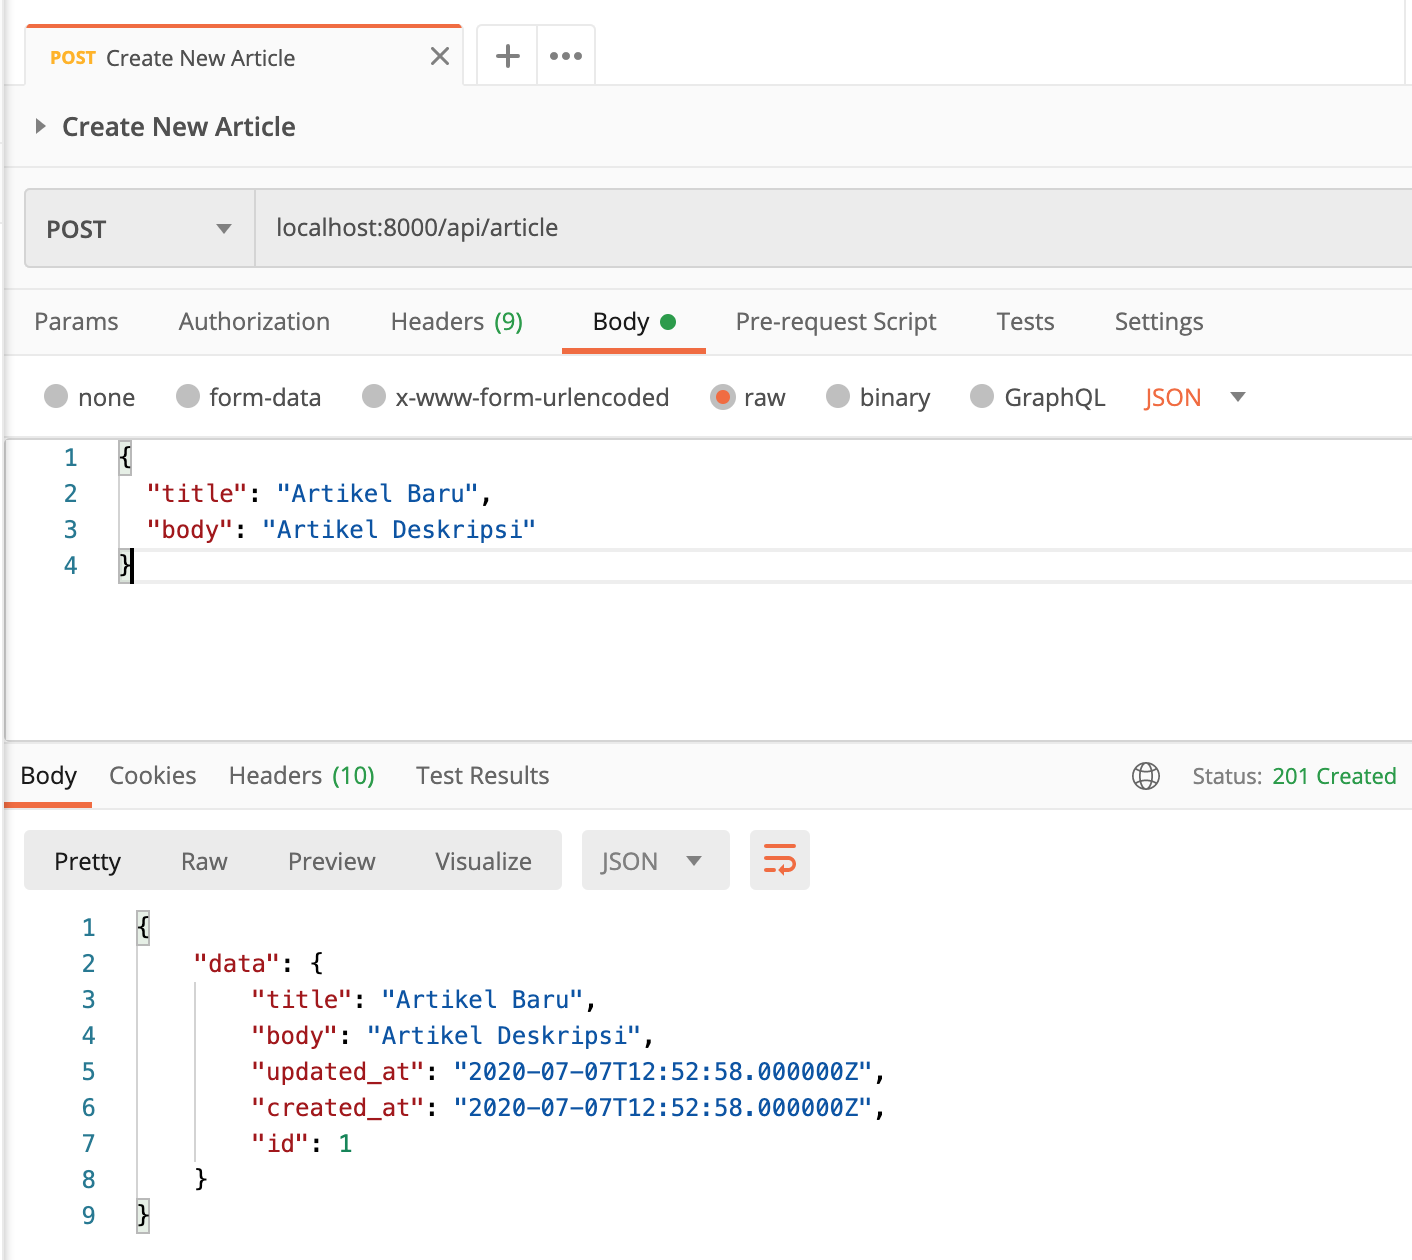 POST Create New Article
Create New Article
POST localhost:8000/api/article
Params Authorization Headers (9) Body Pre-request Script Tests Settings
none form-data x-www-form-urlencoded raw binary GraphQL JSON
1 {
2 "title": "Artikel Baru",
3 "body": "Artikel Deskripsi"
4 }
Body Cookies Headers (10) Test Results Status: 201 Created
Pretty Raw Preview Visualize JSON
1 {
2 "data": {
3 "title": "Artikel Baru",
4 "body": "Artikel Deskripsi",
5 "updated_at": "2020-07-07T12:52:58.000000Z",
6 "created_at": "2020-07-07T12:52:58.000000Z",
7 "id": 1
8 }
9 }